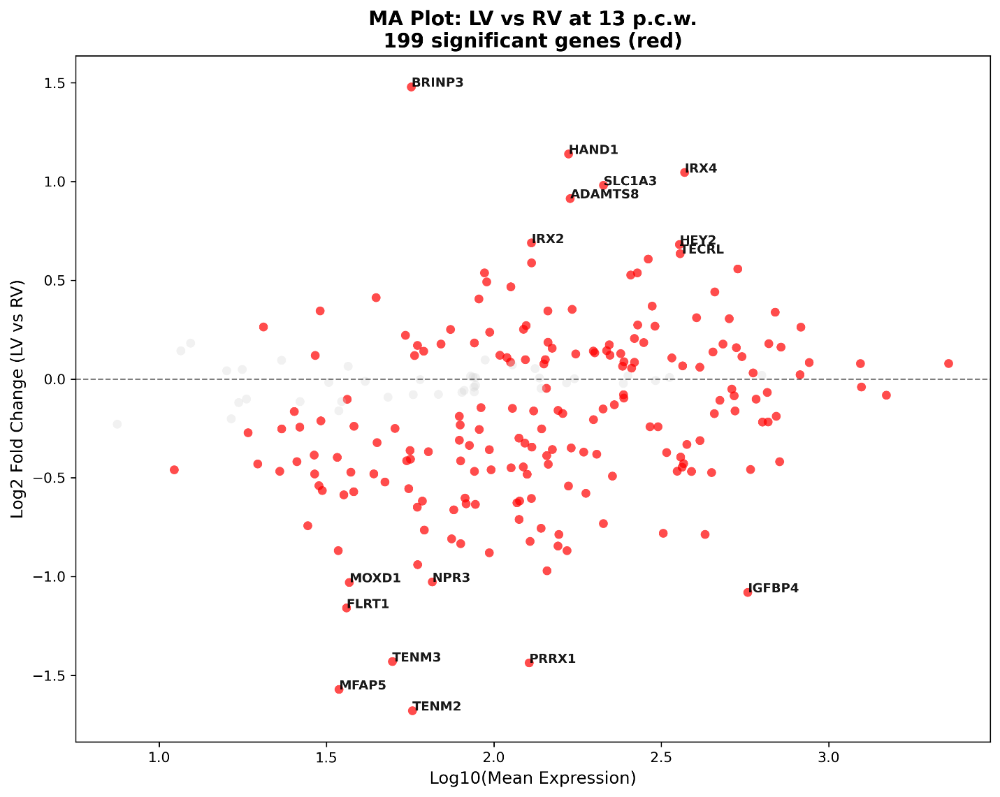 MA Plot: LV vs RV at 13 p.c.w.
199 significant genes (red)
Log2 Fold Change (LV vs RV)
1.5
1.0
0.5
0.0
−0.5
−1.0
−1.5
BRINP3
HAND1
IRX4
SLC1A3
ADAMTS8
IRX2
HEY2
TECRL
MOXD1
NPR3
IGFBP4
FLRT1
TENM3
PRRX1
MFAP5
TENM2
1.0
1.5
2.0
2.5
3.0
Log10(Mean Expression)